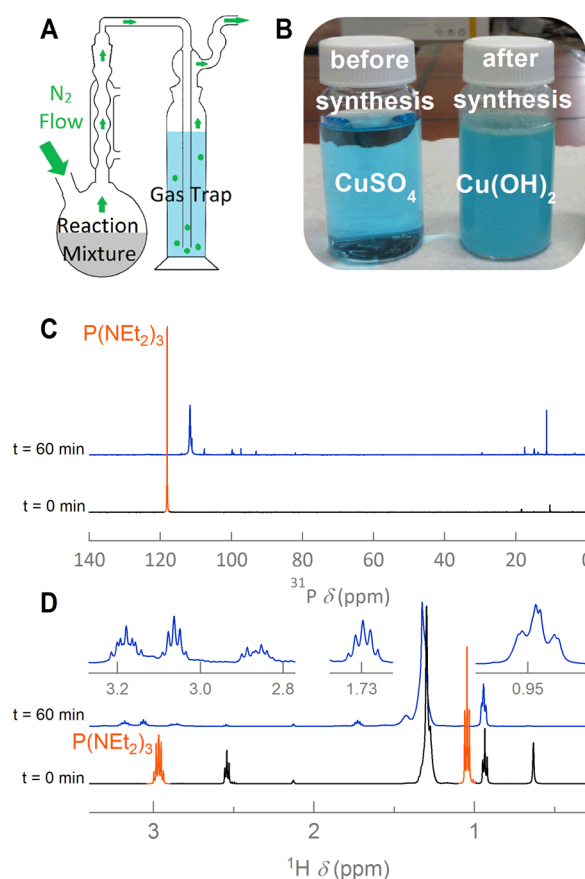 A
N₂
Flow
Gas Trap
Reaction
Mixture
B
before
synthesis
CuSO₄
after
synthesis
Cu(OH)₂
C
P(NEt₂)₃
t = 60 min
t = 0 min
140 120 100 80 60 40 20 0
³¹P δ (ppm)
D
3.2 3.0 2.8
1.73
0.95
t = 60 min
P(NEt₂)₃
t = 0 min
3 2 1
¹H δ (ppm)